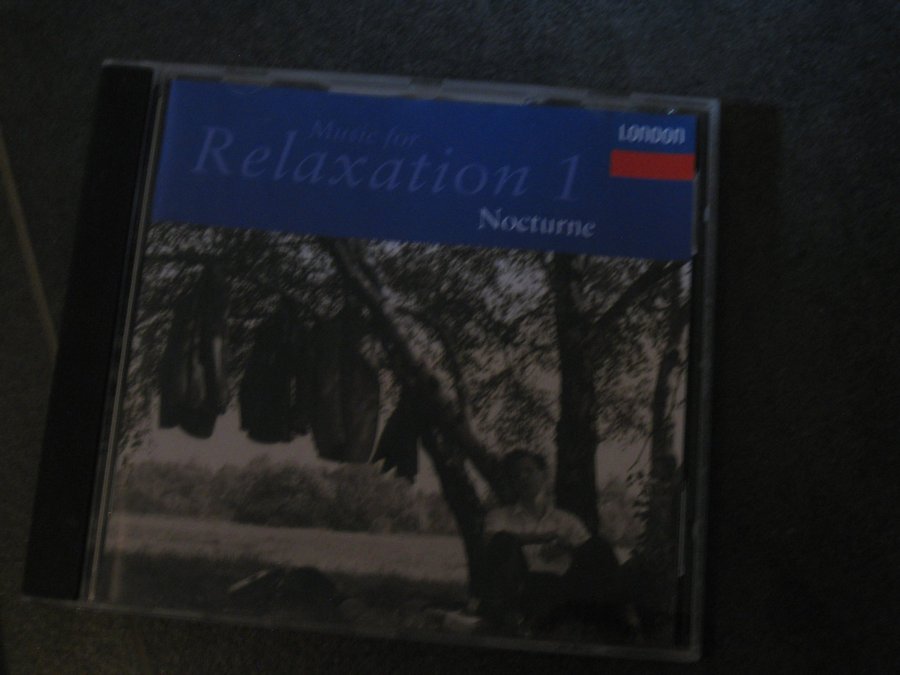 Music for
Relaxation 1
Nocturne
LONDON